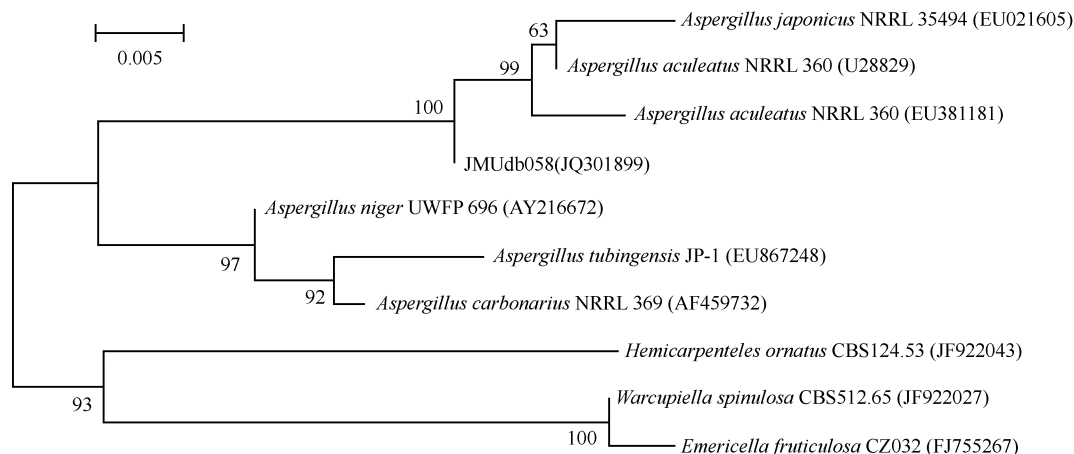 Aspergillus japonicus NRRL 35494 (EU021605)
63
0.005
Aspergillus aculeatus NRRL 360 (U28829)
99
100
Aspergillus aculeatus NRRL 360 (EU381181)
JMUdb058(JQ301899)
Aspergillus niger UWFP 696 (AY216672)
97
Aspergillus tubingensis JP-1 (EU867248)
92
Aspergillus carbonarius NRRL 369 (AF459732)
Hemicarpenteles ornatus CBS124.53 (JF922043)
93
Warcupiella spinulosa CBS512.65 (JF922027)
100
Emericella fruticulosa CZ032 (FJ755267)